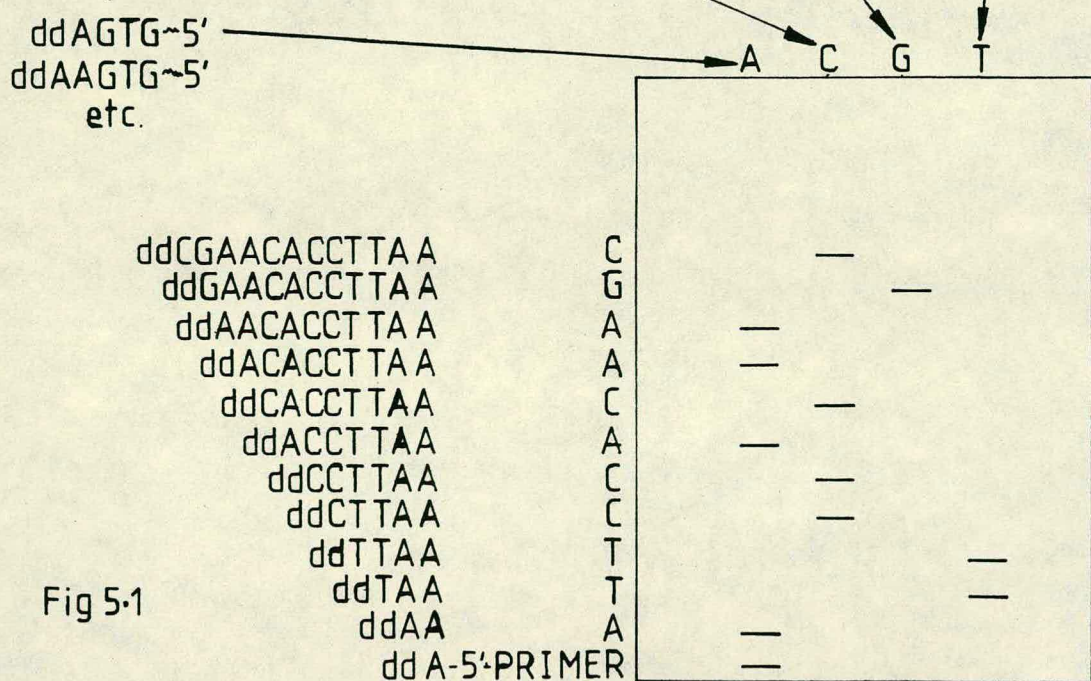 ddAGTG~5'
ddAAGTG~5'
etc.
A C G T
ddCGAACACCTTAA C
ddGAACACCTTAA G
ddAACACCTTAA A
ddACACCTTAA A
ddCACCTTAA C
ddACCTTAA A
ddCCTTAA C
ddCTTAA C
ddTTAA T
ddTAA T
ddAA A
ddA-5'-PRIMER
Fig 5·1